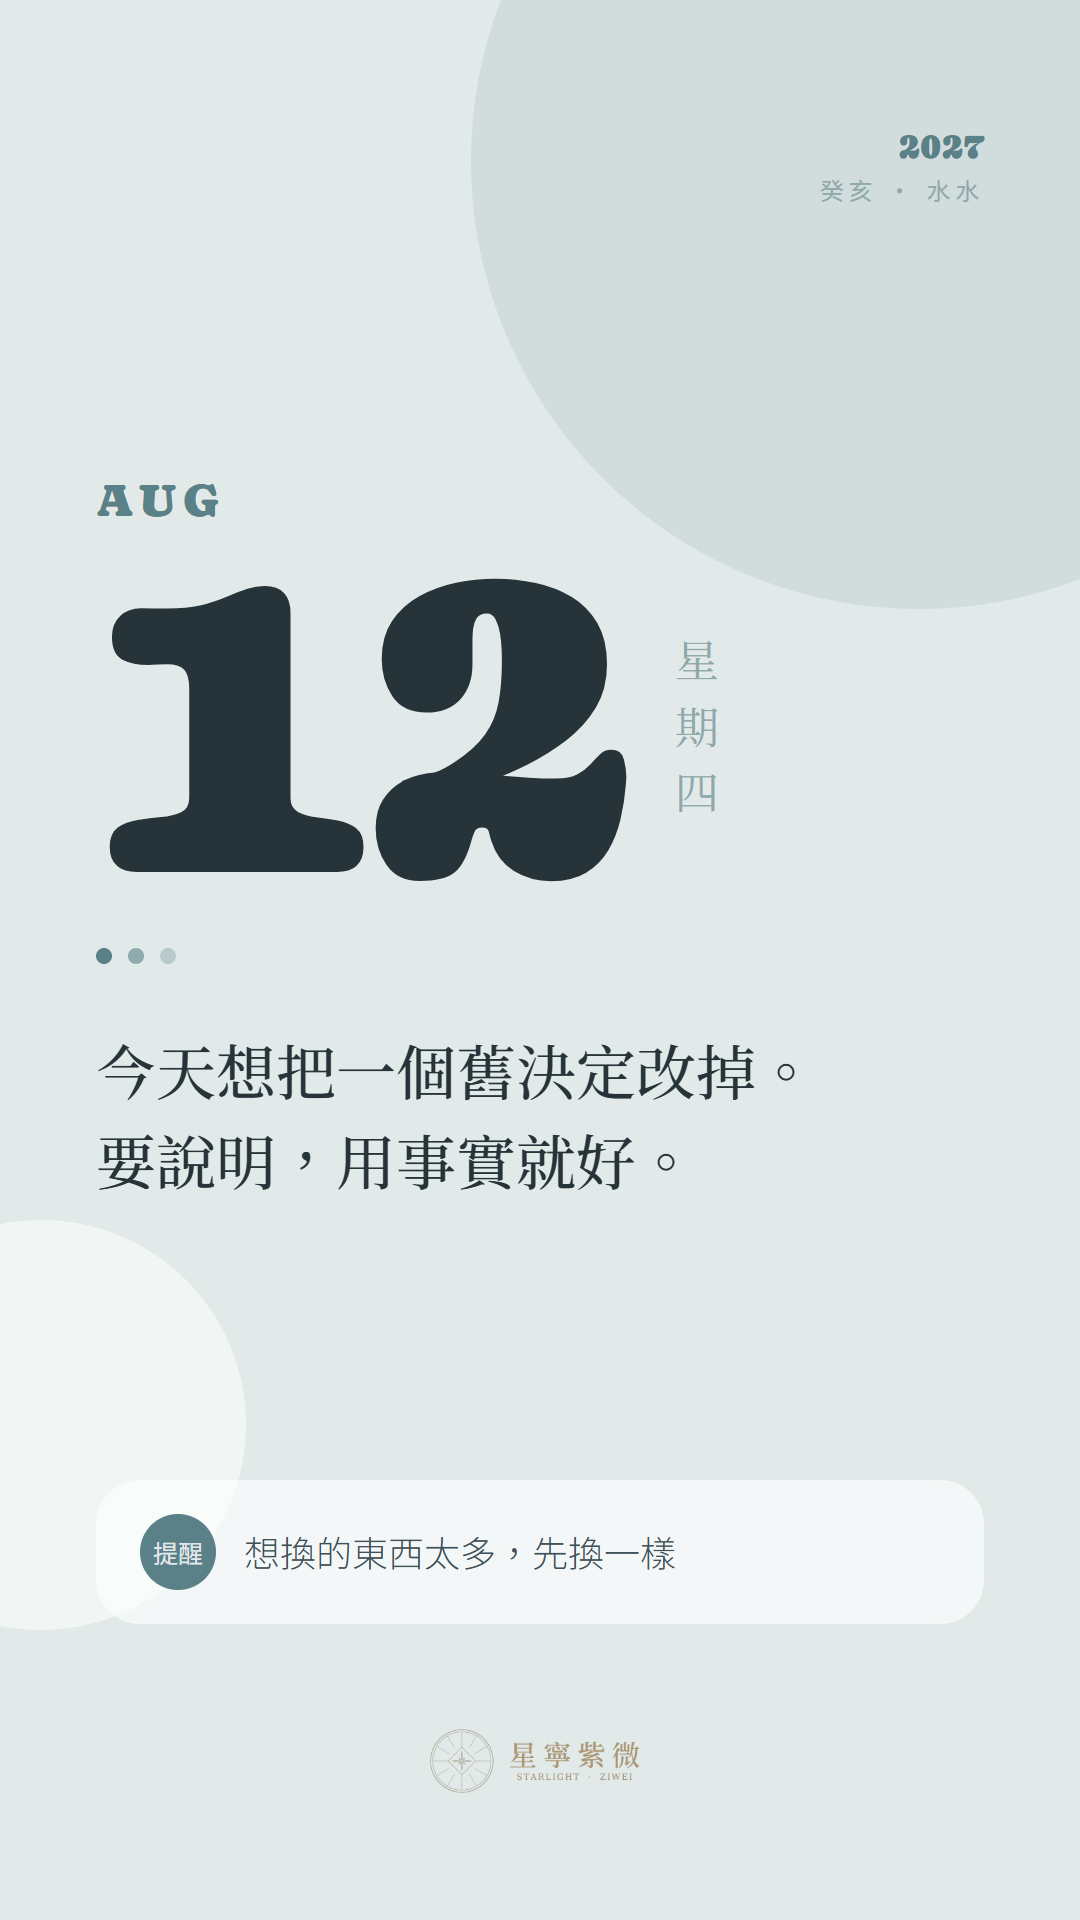 2027
癸亥 · 水水
AUG
12
星期四
今天想把一個舊決定改掉。
要說明，用事實就好。
提醒
想換的東西太多，先換一樣
星寧紫微
STARLIGHT · ZIWEI